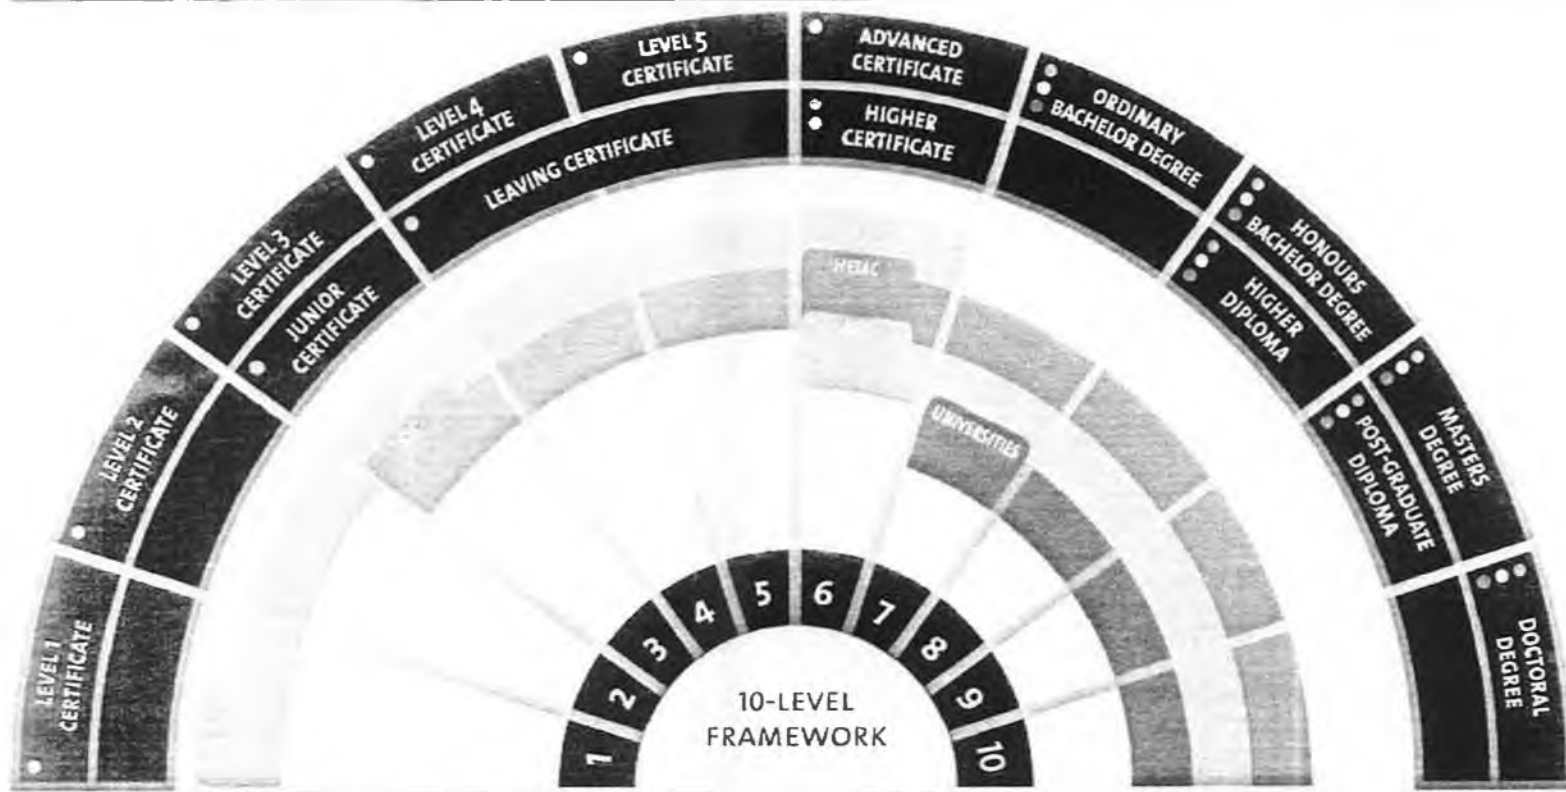 LEVEL 1
CERTIFICATE
LEVEL 2
CERTIFICATE
LEVEL 3
CERTIFICATE
JUNIOR
CERTIFICATE
LEVEL 4
CERTIFICATE
LEVEL 5
CERTIFICATE
LEAVING CERTIFICATE
ADVANCED
CERTIFICATE
HIGHER
CERTIFICATE
ORDINARY
BACHELOR DEGREE
HONOURS
BACHELOR DEGREE
HIGHER
DIPLOMA
MASTERS
DEGREE
POST-GRADUATE
DIPLOMA
DOCTORAL
DEGREE
HETAC
UNIVERSITIES
1
2
3
4
5
6
7
8
9
10
10-LEVEL
FRAMEWORK